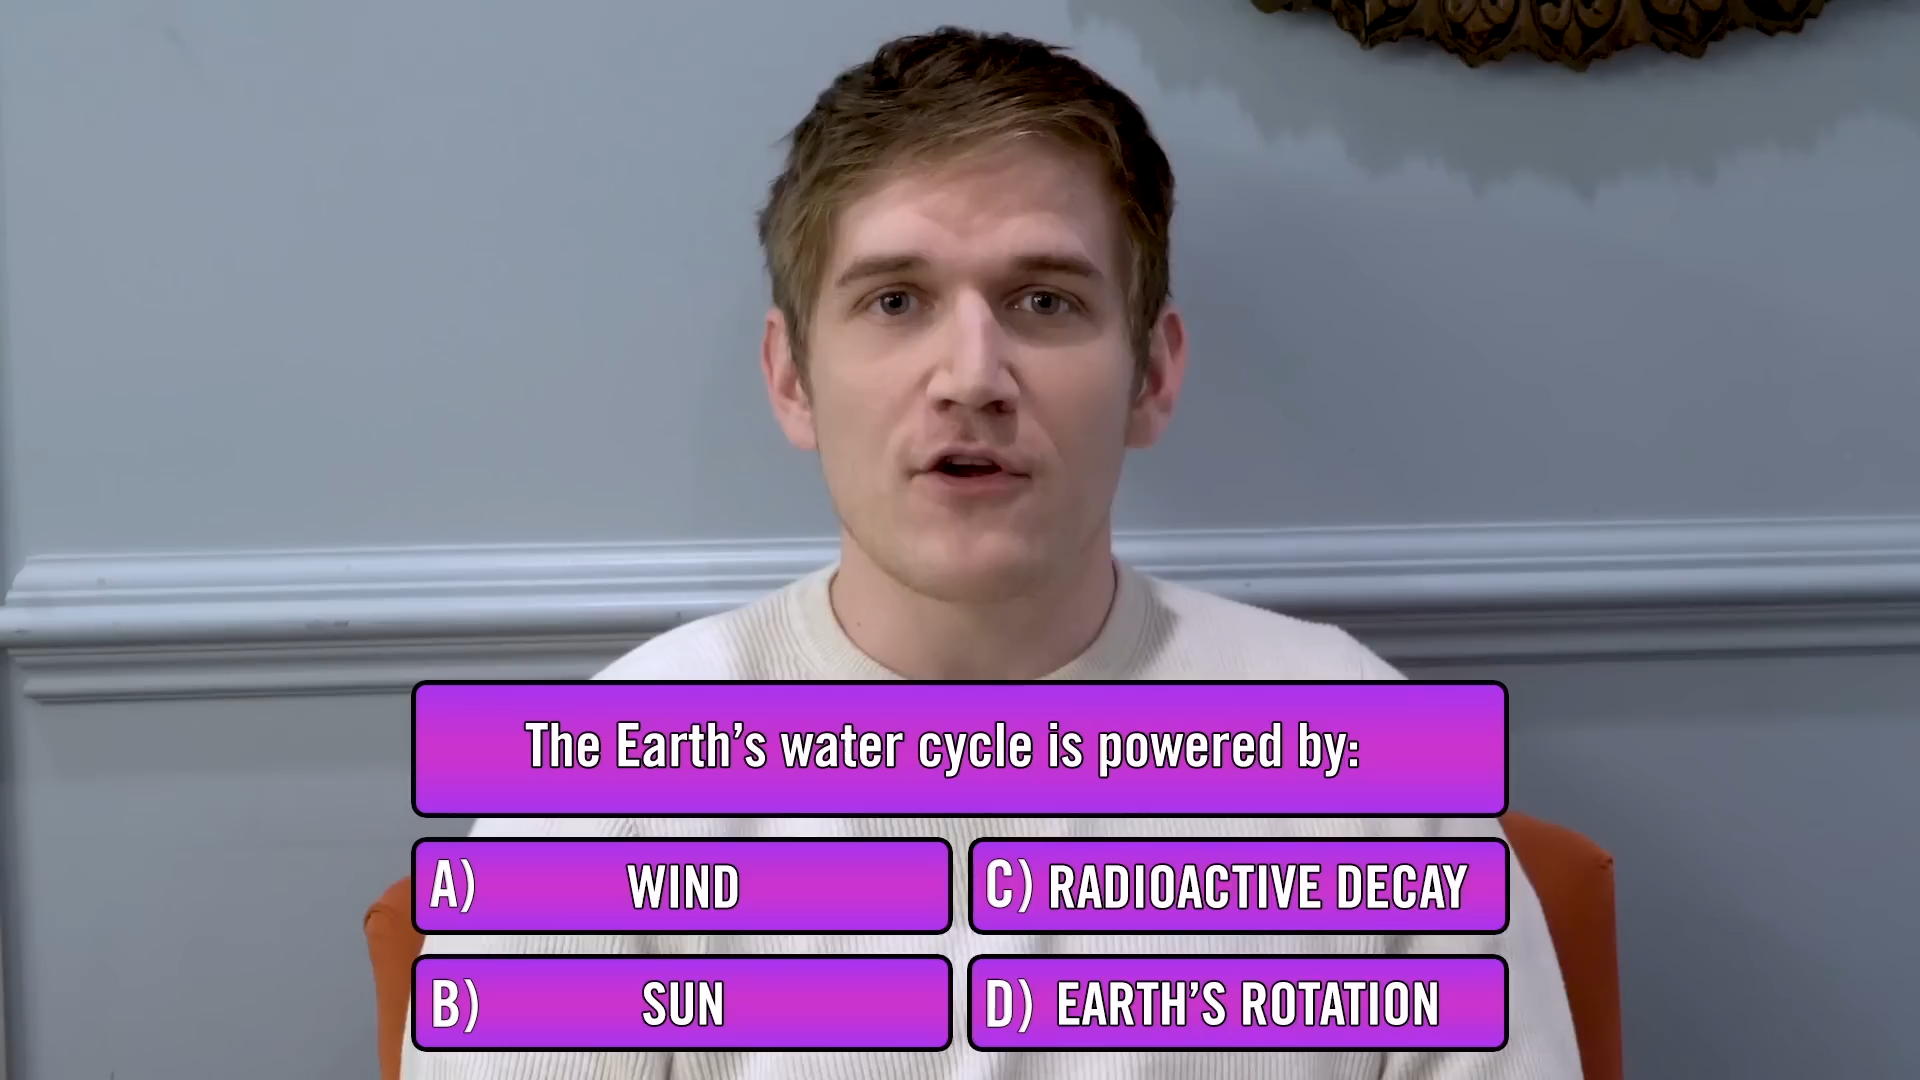 The Earth’s water cycle is powered by:
A) WIND
C) RADIOACTIVE DECAY
B) SUN
D) EARTH’S ROTATION